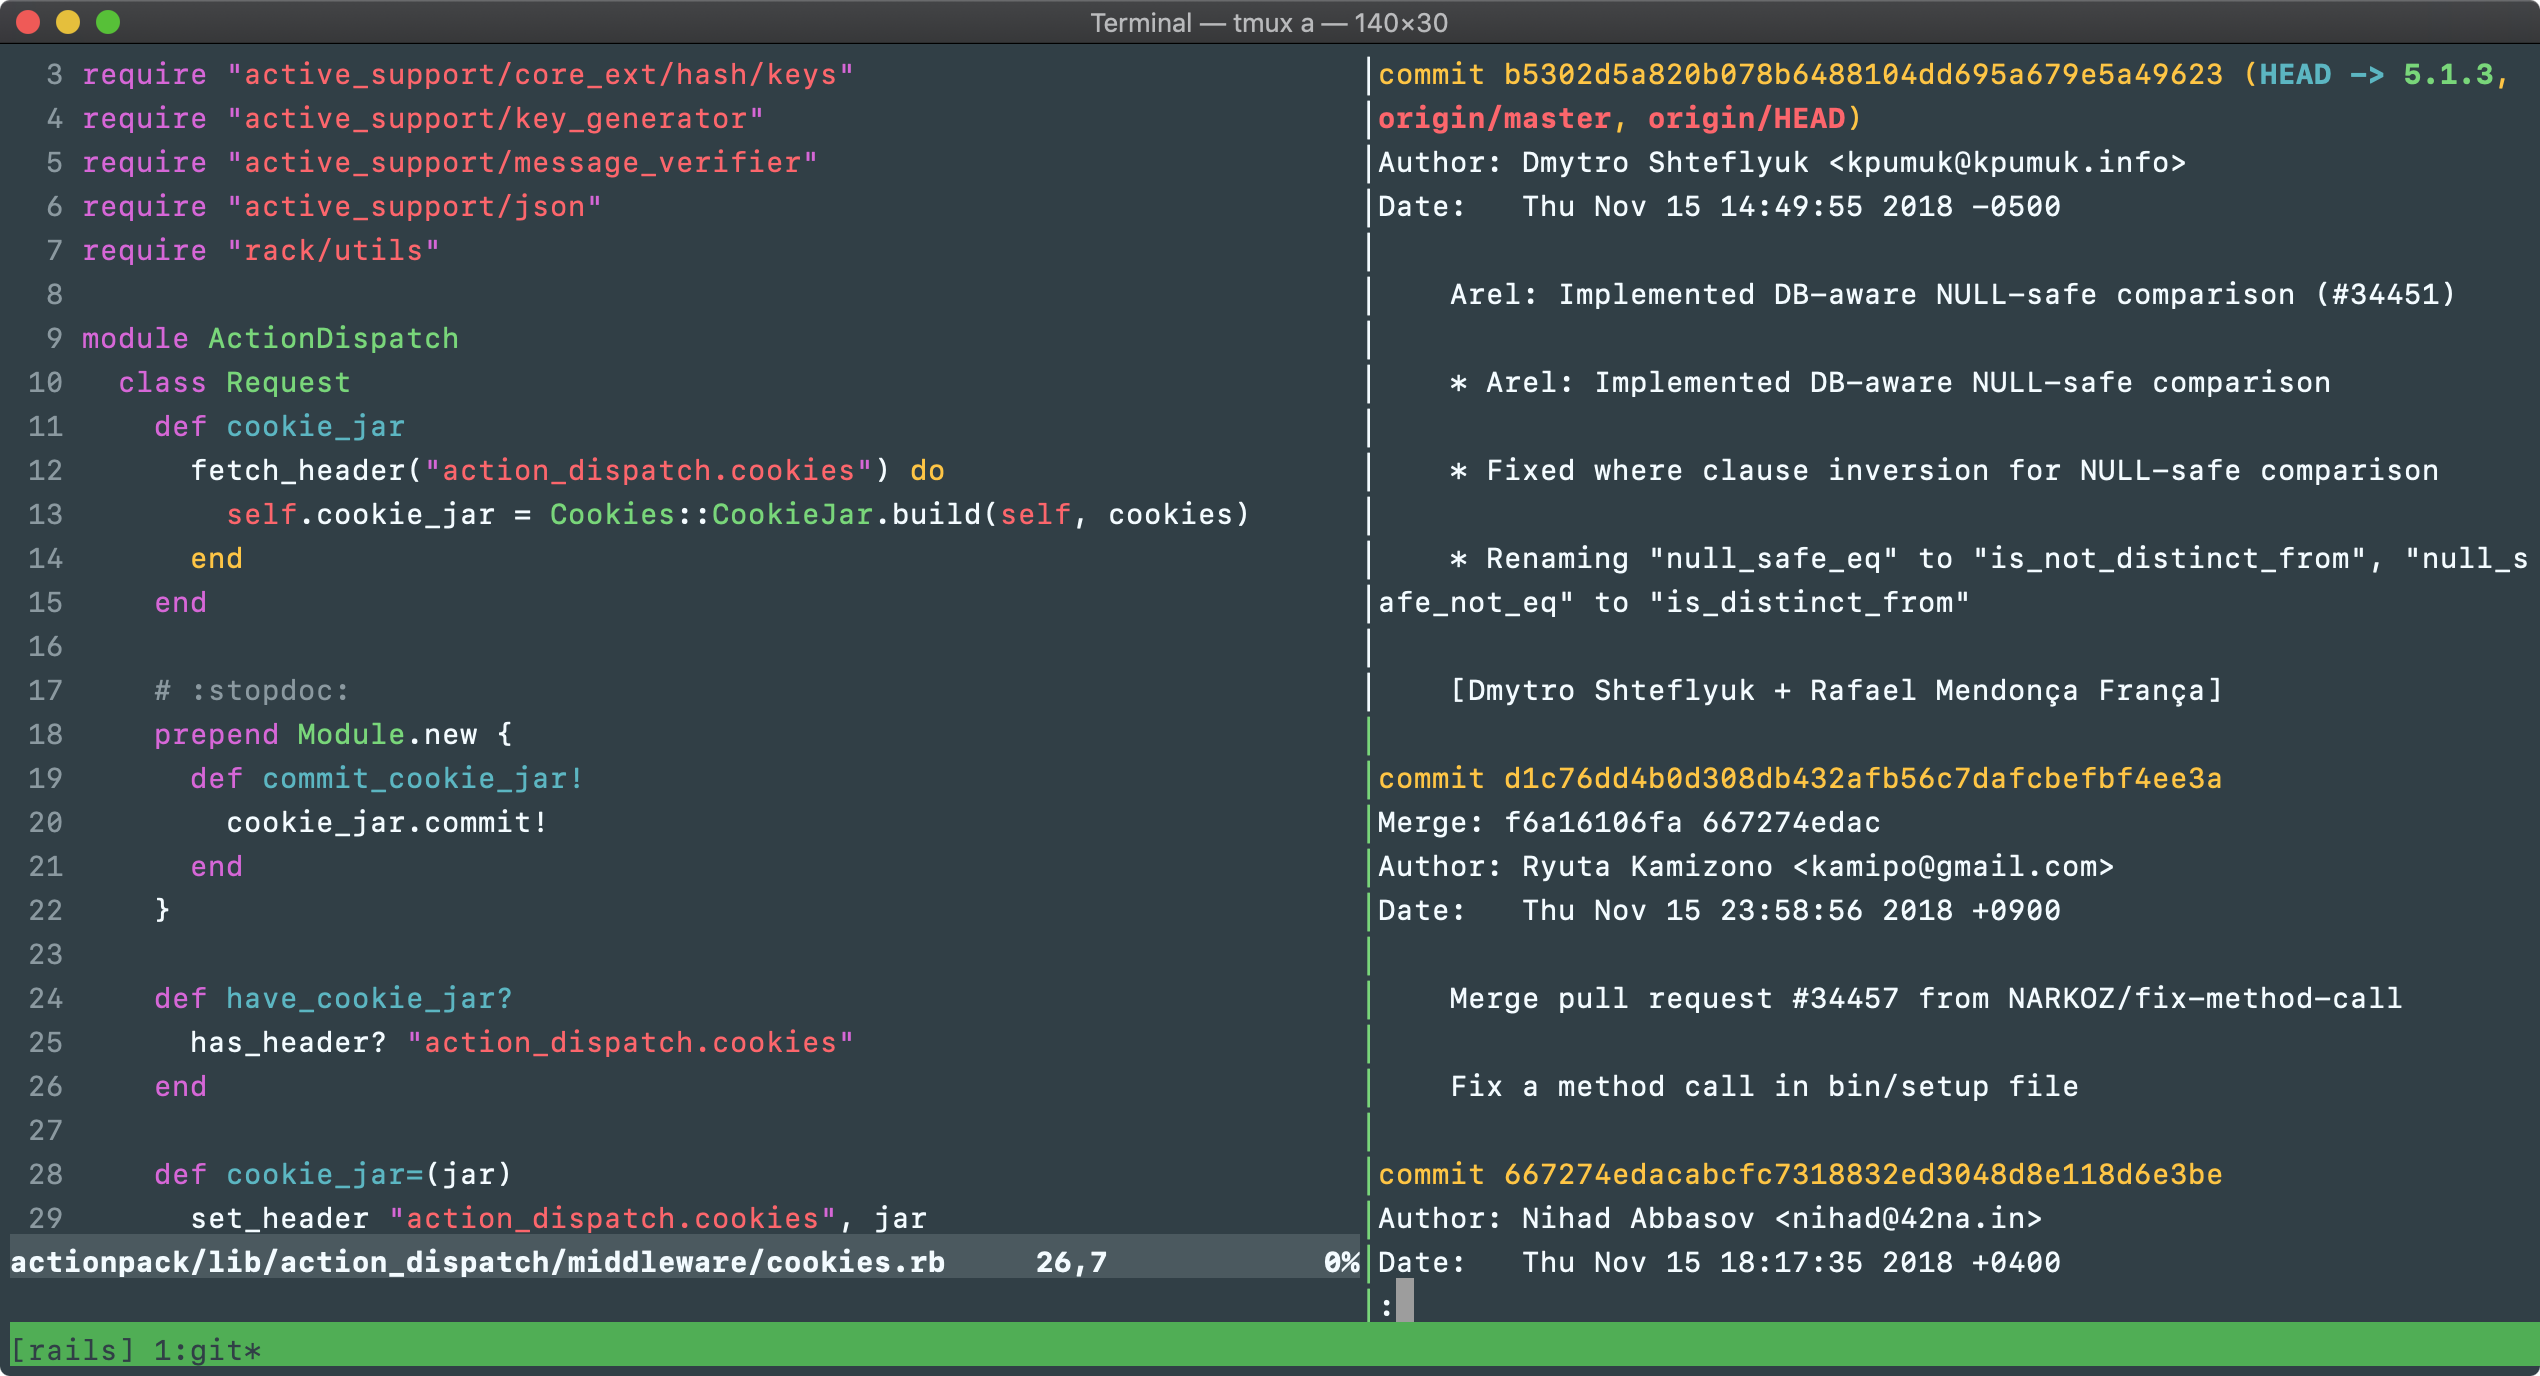 Terminal — tmux a — 140×30
3 require "active_support/core_ext/hash/keys"
4 require "active_support/key_generator"
5 require "active_support/message_verifier"
6 require "active_support/json"
7 require "rack/utils"
8
9 module ActionDispatch
10   class Request
11     def cookie_jar
12       fetch_header("action_dispatch.cookies") do
13         self.cookie_jar = Cookies::CookieJar.build(self, cookies)
14       end
15     end
16
17     # :stopdoc:
18     prepend Module.new {
19       def commit_cookie_jar!
20         cookie_jar.commit!
21       end
22     }
23
24     def have_cookie_jar?
25       has_header? "action_dispatch.cookies"
26     end
27
28     def cookie_jar=(jar)
29       set_header "action_dispatch.cookies", jar
actionpack/lib/action_dispatch/middleware/cookies.rb     26,7            0%
commit b5302d5a820b078b6488104dd695a679e5a49623 (HEAD -> 5.1.3,
origin/master, origin/HEAD)
Author: Dmytro Shteflyuk <kpumuk@kpumuk.info>
Date:   Thu Nov 15 14:49:55 2018 -0500
    Arel: Implemented DB-aware NULL-safe comparison (#34451)
    * Arel: Implemented DB-aware NULL-safe comparison
    * Fixed where clause inversion for NULL-safe comparison
    * Renaming "null_safe_eq" to "is_not_distinct_from", "null_s
afe_not_eq" to "is_distinct_from"
    [Dmytro Shteflyuk + Rafael Mendonça França]
commit d1c76dd4b0d308db432afb56c7dafcbefbf4ee3a
Merge: f6a16106fa 667274edac
Author: Ryuta Kamizono <kamipo@gmail.com>
Date:   Thu Nov 15 23:58:56 2018 +0900
    Merge pull request #34457 from NARKOZ/fix-method-call
    Fix a method call in bin/setup file
commit 667274edacabcfc7318832ed3048d8e118d6e3be
Author: Nihad Abbasov <nihad@42na.in>
Date:   Thu Nov 15 18:17:35 2018 +0400
:
[rails] 1:git*